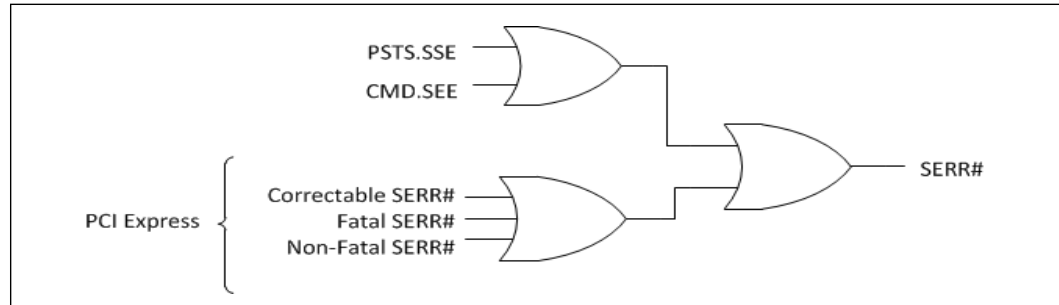 PSTS.SSE
CMD.SEE
SERR#
PCI Express
Correctable SERR#
Fatal SERR#
Non-Fatal SERR#